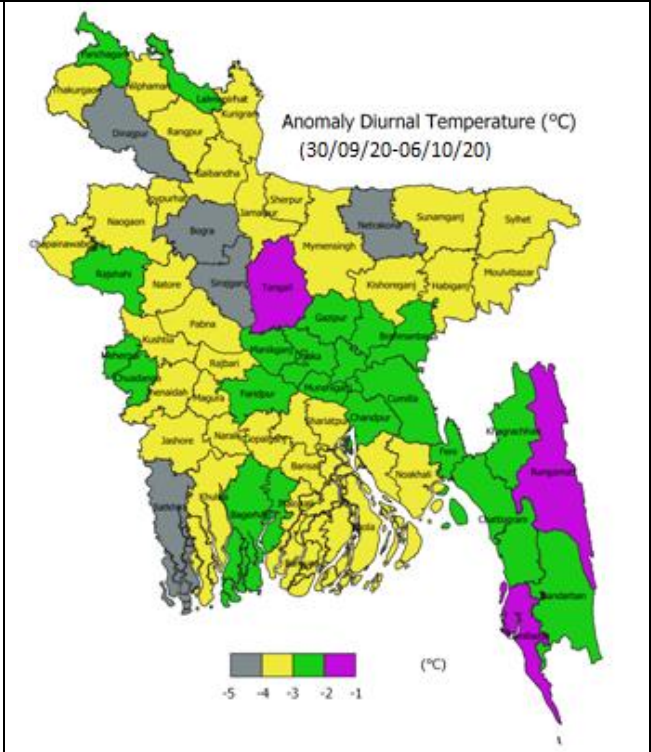 Panchagarh
Nilphamari
Thakurgaon
Lalmonirhat
Kurigram
Anomaly Diurnal Temperature (°C)
(30/09/20-06/10/20)
Dinajpur
Rangpur
Gaibandha
Joypurhat
Sherpur
Jamalpur
Naogaon
Netrakona
Sunamganj
Sylhet
Bogra
Mymensingh
Chapainawabganj
Rajshahi
Moulvibazar
Natore
Sirajganj
Tangail
Kishoreganj
Habiganj
Gazipur
Pabna
Brahmanbaria
Kushtia
Manikganj
Dhaka
Meherpur
Rajbari
Chuadanga
Jhenaidah
Magura
Faridpur
Munshiganj
Cumilla
Chandpur
Khagrachhari
Shariatpur
Jashore
Narail
Gopalganj
Feni
Rangamati
Barisal
Noakhali
Satkhira
Khulna
Bagerhat
Bhola
Chattogram
Bandarban
(°C)
-5 -4 -3 -2 -1